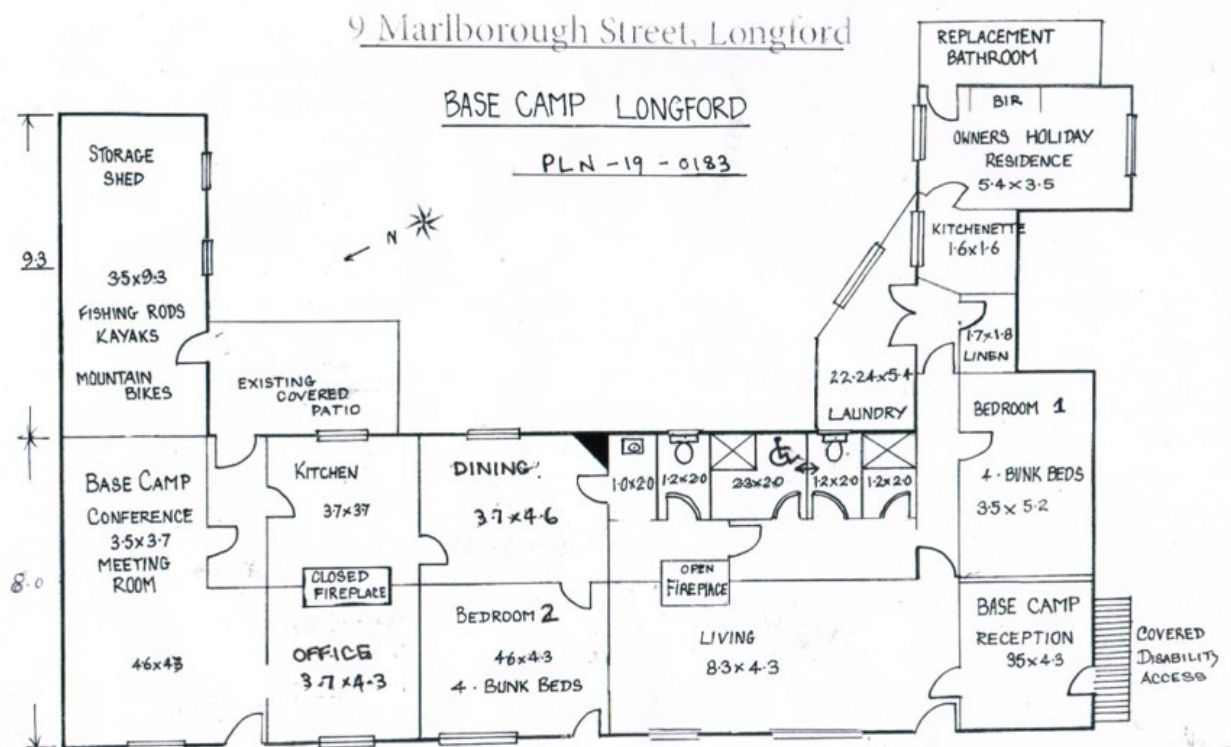 9 Marlborough Street, Longford
BASE CAMP LONGFORD
PLN-19-0183
N
REPLACEMENT
BATHROOM
BIR
OWNERS HOLIDAY
RESIDENCE
5.4×3.5
KITCHENETTE
1.6×1.6
1.7×1.8
LINEN
22.24×5.4
LAUNDRY
STORAGE
SHED
9.3
3.5×9.3
FISHING RODS
KAYAKS
MOUNTAIN
BIKES
EXISTING
COVERED
PATIO
BASE CAMP
CONFERENCE
3.5×3.7
MEETING
ROOM
8.0
4.6×4.3
KITCHEN
3.7×3.7
CLOSED
FIREPLACE
OFFICE
3.7×4.3
DINING
3.7×4.6
BEDROOM 2
4.6×4.3
4. BUNK BEDS
1.0×2.0
1.2×2.0
2.3×2.0
1.2×2.0
1.2×2.0
OPEN
FIREPLACE
LIVING
8.3×4.3
BEDROOM 1
4. BUNK BEDS
3.5×5.2
BASE CAMP
RECEPTION
3.5×4.3
COVERED
DISABILITY
ACCESS